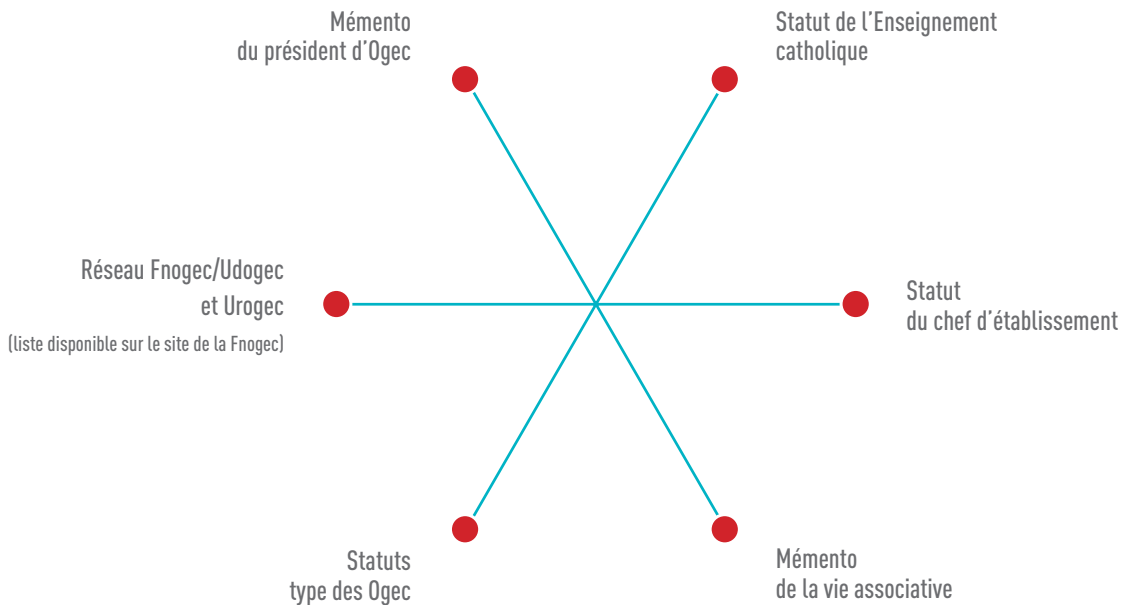 Mémento
du président d'Ogec
Statut de l'Enseignement
catholique
Réseau Fnogec/Udogec
et Urogec
(liste disponible sur le site de la Fnogec)
Statut
du chef d'établissement
Statuts
type des Ogec
Mémento
de la vie associative